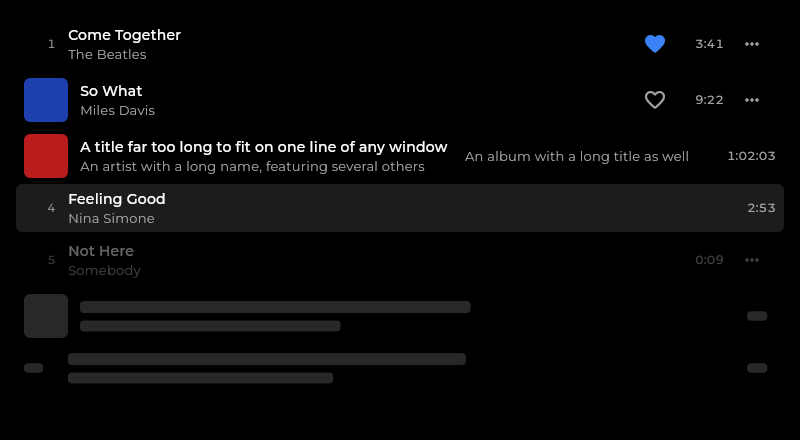 1 Come Together 3:41
The Beatles
So What 9:22
Miles Davis
A title far too long to fit on one line of any window
An artist with a long name, featuring several others
An album with a long title as well 1:02:03
4 Feeling Good 2:53
Nina Simone
5 Not Here 0:09
Somebody